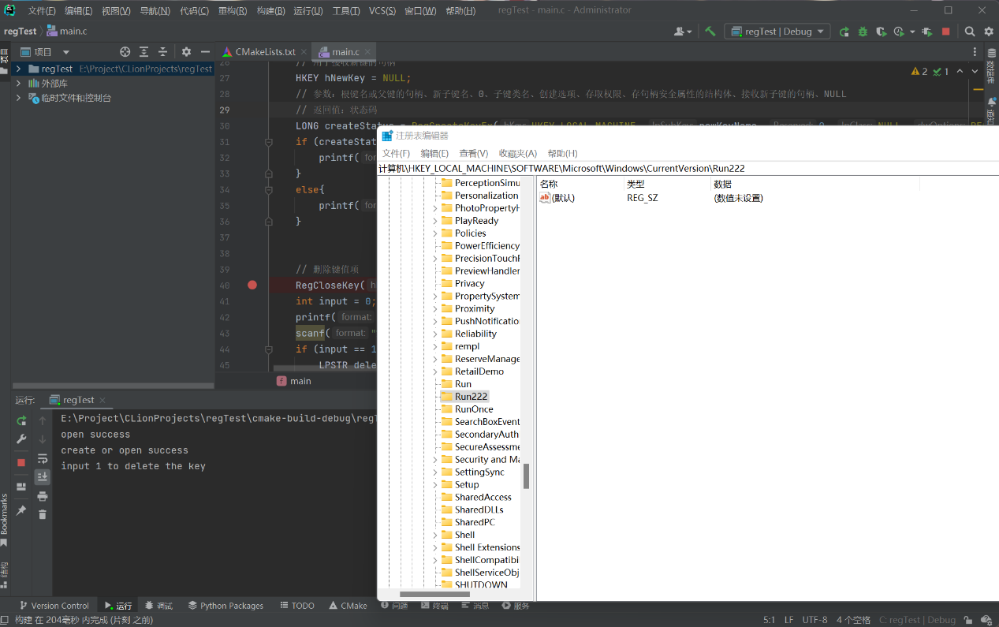 文件(F) 编辑(E) 视图(V) 导航(N) 代码(C) 重构(R) 构建(B) 运行(U) 工具(T) VCS(S) 窗口(W) 帮助(H) regTest - main.c - Administrator
regTest main.c regTest | Debug
项目 CMakeLists.txt main.c
regTest E:\Project\CLionProjects\regTest
外部库
临时文件和控制台
项目
数据库
通知
2 1
26 // 用于接收新键的句柄
27 HKEY hNewKey = NULL;
28 // 参数：根键名或父键的句柄、新子键名、0、子键类名、创建选项、存取权限、存句柄安全属性的结构体、接收新子键的句柄、NULL
29 // 返回值：状态码
30 LONG createStatus = RegCreateKeyEx( hKey: HKEY_LOCAL_MACHINE, lpSubKey: newKeyName, Reserved: 0, lpClass: NULL, dwOptions: RE
31 if (createStat
32 printf( for
33 }
34 else{
35 printf( for
36 }
37
38
39 // 删除键值项
40 RegCloseKey( h
41 int input = 0;
42 printf( format:
43 scanf( format: "
44 if (input == 1
45 LPSTR dele
main
注册表编辑器
文件(F) 编辑(E) 查看(V) 收藏夹(A) 帮助(H)
计算机\HKEY_LOCAL_MACHINE\SOFTWARE\Microsoft\Windows\CurrentVersion\Run222
PerceptionSimu
Personalization
PhotoPropertyH
PlayReady
Policies
PowerEfficiency
PrecisionTouchP
PreviewHandler
Privacy
PropertySystem
Proximity
PushNotificatio
Reliability
rempl
ReserveManage
RetailDemo
Run
Run222
RunOnce
SearchBoxEvent
SecondaryAuth
SecureAssessme
Security and Ma
SettingSync
Setup
SharedAccess
SharedDLLs
SharedPC
Shell
Shell Extensions
ShellCompatibi
ShellServiceObj
SHUTDOWN
名称 类型 数据
ab (默认) REG_SZ (数值未设置)
运行: regTest
E:\Project\CLionProjects\regTest\cmake-build-debug\regT
open success
create or open success
input 1 to delete the key
Bookmarks
结构
Version Control 运行 调试 Python Packages TODO CMake 问题 终端 消息 服务
构建 在 204毫秒 内完成 (片刻 之前) 5:1 LF UTF-8 4 个空格 C: regTest | Debug